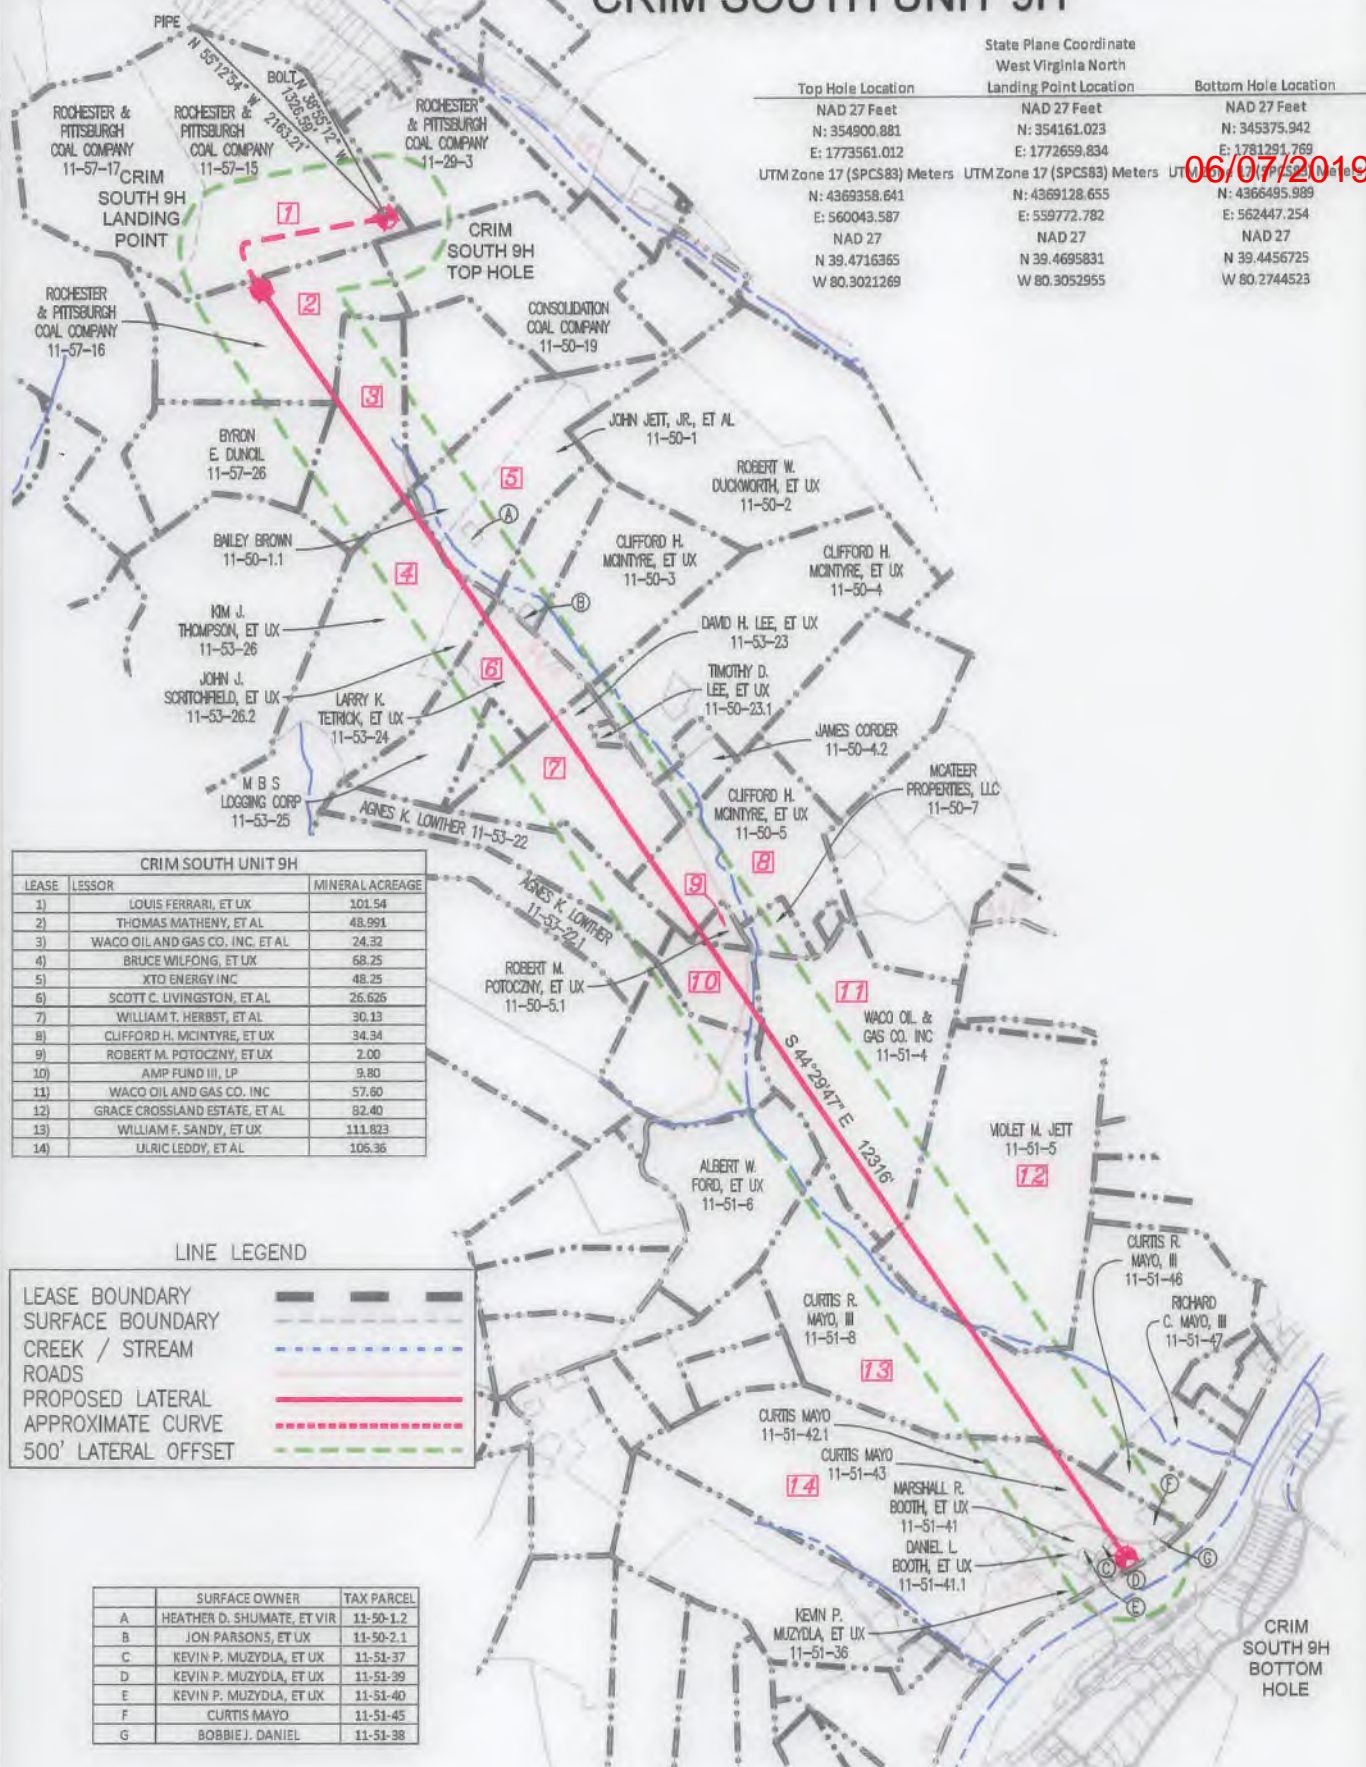 CRIM SOUTH UNIT 9H
State Plane Coordinate
West Virginia North
Top Hole Location Landing Point Location Bottom Hole Location
NAD 27 Feet NAD 27 Feet NAD 27 Feet
N: 354900.881 N: 354161.023 N: 345375.942
E: 1773561.012 E: 1772659.834 E: 1781291.769
UTM Zone 17 (SPCS83) Meters UTM Zone 17 (SPCS83) Meters UTM Zone 17 (SPCS83) Meters
06/07/2019
N: 4369358.641 N: 4369128.655 N: 4366495.989
E: 560043.587 E: 559772.782 E: 562447.254
NAD 27 NAD 27 NAD 27
N 39.4716365 N 39.4695831 N 39.4456725
W 80.3021269 W 80.3052955 W 80.2744523
PIPE
N 55°12'54" W 2163.21'
BOLT
N 38°55'12" W
1326.59'
ROCHESTER &
PITTSBURGH
COAL COMPANY
11-57-17
ROCHESTER &
PITTSBURGH
COAL COMPANY
11-57-15
ROCHESTER
& PITTSBURGH
COAL COMPANY
11-29-3
CRIM
SOUTH 9H
LANDING
POINT
1
CRIM
SOUTH 9H
TOP HOLE
ROCHESTER
& PITTSBURGH
COAL COMPANY
11-57-16
2
CONSOLIDATION
COAL COMPANY
11-50-19
3
JOHN JETT, JR., ET AL
11-50-1
BYRON
E. DUNCIL
11-57-26
5
ROBERT W.
DUCKWORTH, ET UX
11-50-2
A
BAILEY BROWN
11-50-1.1
CLIFFORD H.
MCINTYRE, ET UX
11-50-3
CLIFFORD H.
MCINTYRE, ET UX
11-50-4
4
B
KIM J.
THOMPSON, ET UX
11-53-26
DAVID H. LEE, ET UX
11-53-23
6
JOHN J.
SCRITCHFIELD, ET UX
11-53-26.2
TIMOTHY D.
LEE, ET UX
11-50-23.1
LARRY K.
TETRICK, ET UX
11-53-24
JAMES CORDER
11-50-4.2
7
M B S
LOGGING CORP
11-53-25
MCATEER
PROPERTIES, LLC
11-50-7
CLIFFORD H.
MCINTYRE, ET UX
11-50-5
AGNES K. LOWTHER 11-53-22
8
9
AGNES K. LOWTHER
11-53-22.1
CRIM SOUTH UNIT 9H
LEASE LESSOR MINERAL ACREAGE
1) LOUIS FERRARI, ET UX 101.54
2) THOMAS MATHENY, ET AL 48.991
3) WACO OIL AND GAS CO. INC, ET AL 24.32
4) BRUCE WILFONG, ET UX 68.25
5) XTO ENERGY INC 48.25
6) SCOTT C. LIVINGSTON, ET AL 26.626
7) WILLIAM T. HERBST, ET AL 30.13
8) CLIFFORD H. MCINTYRE, ET UX 34.34
9) ROBERT M. POTOCZNY, ET UX 2.00
10) AMP FUND III, LP 9.80
11) WACO OIL AND GAS CO. INC 57.60
12) GRACE CROSSLAND ESTATE, ET AL 82.40
13) WILLIAM F. SANDY, ET UX 111.823
14) ULRIC LEDDY, ET AL 106.36
ROBERT M.
POTOCZNY, ET UX
11-50-5.1
10
11
WACO OIL &
GAS CO. INC
11-51-4
S 44°29'47" E 12316'
VIOLET M. JETT
11-51-5
12
ALBERT W.
FORD, ET UX
11-51-6
CURTIS R.
MAYO, III
11-51-46
RICHARD
C. MAYO, III
11-51-47
CURTIS R.
MAYO, III
11-51-8
13
LINE LEGEND
LEASE BOUNDARY
SURFACE BOUNDARY
CREEK / STREAM
ROADS
PROPOSED LATERAL
APPROXIMATE CURVE
500' LATERAL OFFSET
CURTIS MAYO
11-51-42.1
CURTIS MAYO
11-51-43
14
F
MARSHALL R.
BOOTH, ET UX
11-51-41
DANIEL L.
BOOTH, ET UX
11-51-41.1
G
C
D
E
KEVIN P.
MUZYDLA, ET UX
11-51-36
CRIM
SOUTH 9H
BOTTOM
HOLE
SURFACE OWNER TAX PARCEL
A HEATHER D. SHUMATE, ET VIR 11-50-1.2
B JON PARSONS, ET UX 11-50-2.1
C KEVIN P. MUZYDLA, ET UX 11-51-37
D KEVIN P. MUZYDLA, ET UX 11-51-39
E KEVIN P. MUZYDLA, ET UX 11-51-40
F CURTIS MAYO 11-51-45
G BOBBIE J. DANIEL 11-51-38